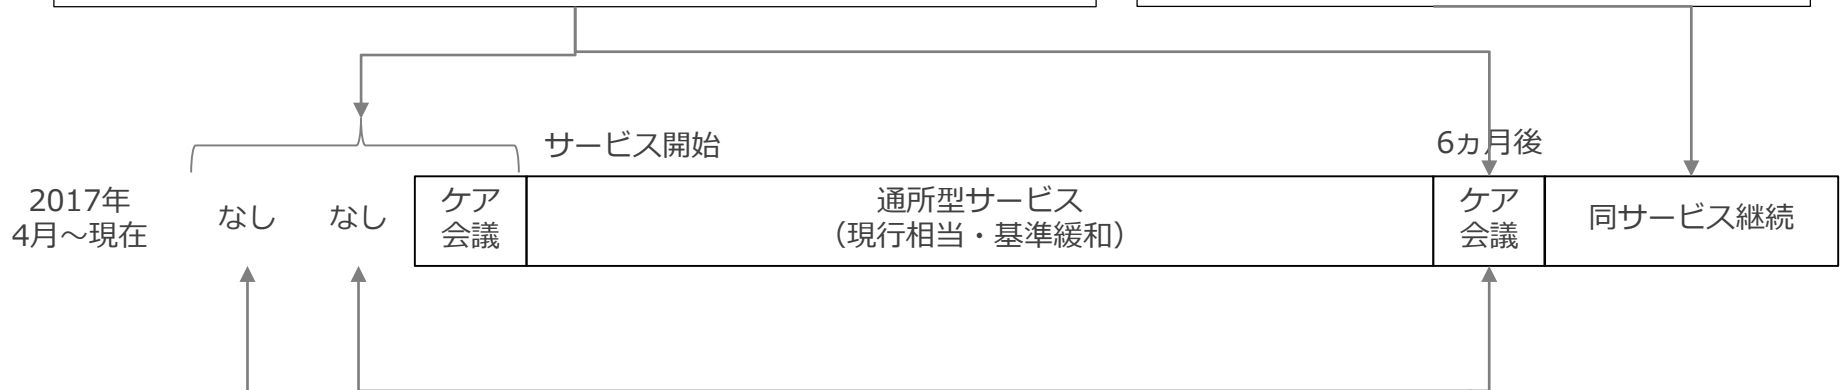 サービス開始
6ヵ月後
2017年
4月～現在
なし
なし
ケア
会議
通所型サービス
（現行相当・基準緩和）
ケア
会議
同サービス継続